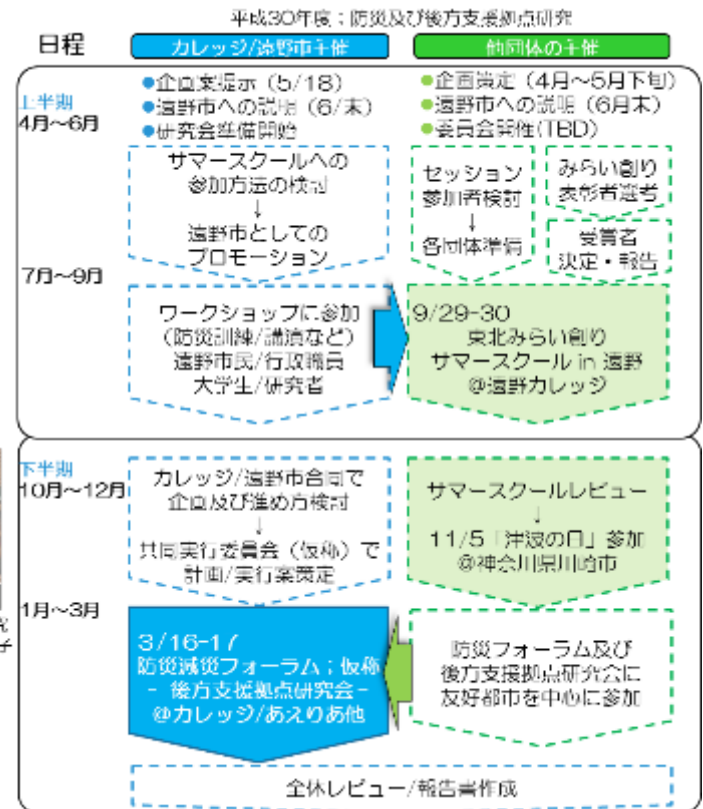 平成30年度;防災及び後方支援拠点研究
日程
カレッジ/遠野市主催
他団体の主催
上半期
4月～6月
●企画案提示（5/18）
●遠野市への説明（6/末）
●研究会準備開始
●企画策定（4月～5月下旬）
●遠野市への説明（6月末）
●委員会開催(TBD)
サマースクールへの
参加方法の検討
↓
遠野市としての
プロモーション
セッション
参加者検討
↓
各団体準備
みらい創り
表彰者選考
受賞者
決定・報告
7月～9月
ワークショップに参加
（防災訓練/講演など）
遠野市民/行政職員
大学生/研究者
9/29-30
東北みらい創り
サマースクール in 遠野
@遠野カレッジ
下半期
10月～12月
カレッジ/遠野市合同で
企画及び進め方検討
↓
共同実行委員会（仮称）で
計画/実行案策定
サマースクールレビュー
↓
11/5「津波の日」参加
@神奈川県川崎市
1月～3月
3/16-17
防災減災フォーラム;仮称
- 後方支援拠点研究会 -
@カレッジ/あえりあ他
防災フォーラム及び
後方支援拠点研究会に
友好都市を中心に参加
全体レビュー/報告書作成